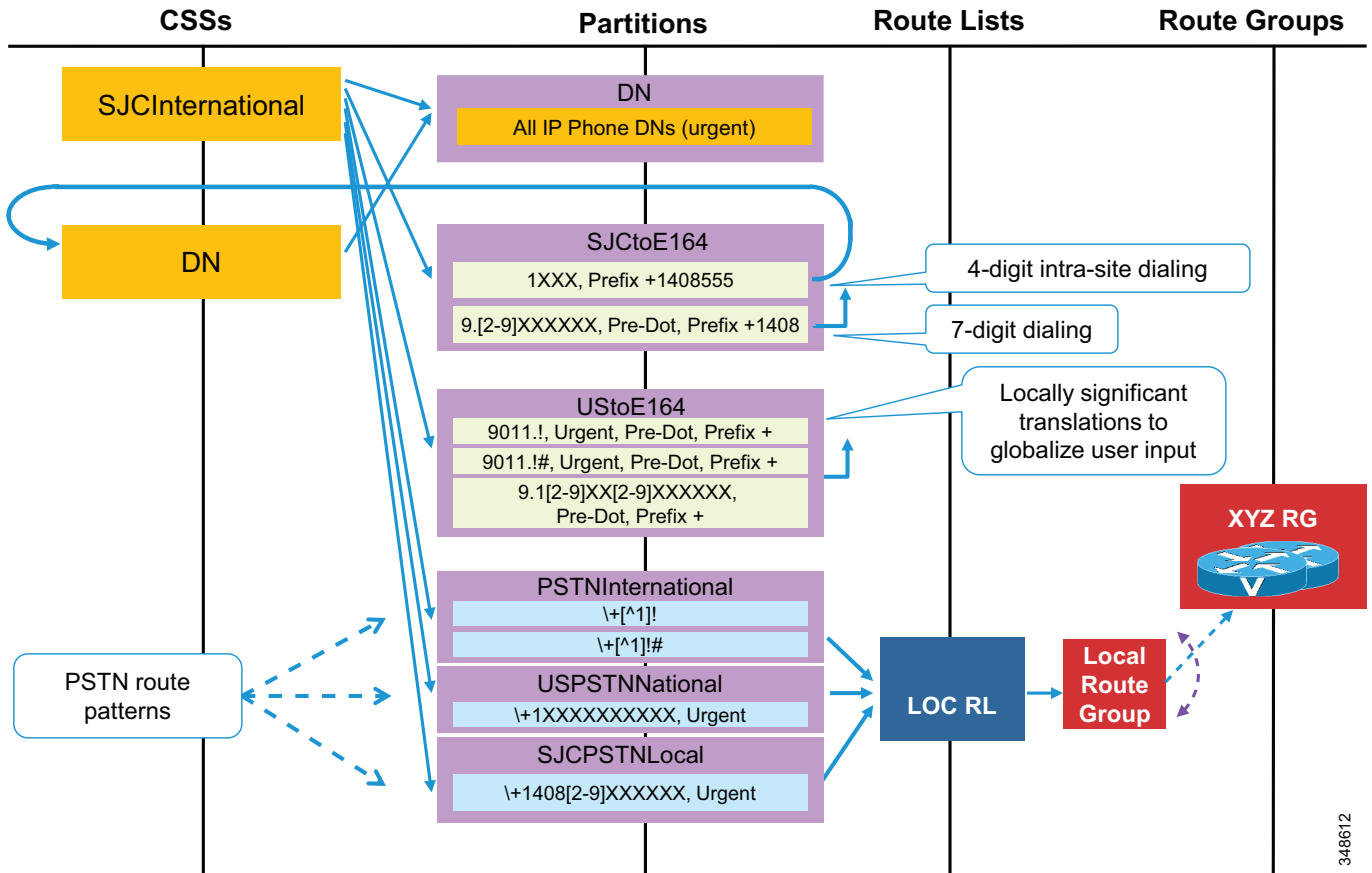 CSSs
Partitions
Route Lists
Route Groups
SJCInternational
DN
DN
All IP Phone DNs (urgent)
SJCtoE164
1XXX, Prefix +1408555
9.[2-9]XXXXXX, Pre-Dot, Prefix +1408
4-digit intra-site dialing
7-digit dialing
UStoE164
9011.!, Urgent, Pre-Dot, Prefix +
9011.!#, Urgent, Pre-Dot, Prefix +
9.1[2-9]XX[2-9]XXXXXX,
Pre-Dot, Prefix +
Locally significant
translations to
globalize user input
XYZ RG
V
PSTNInternational
\+[^1]!
\+[^1]!#
USPSTNNational
\+1XXXXXXXXXX, Urgent
SJCPSTNLocal
\+1408[2-9]XXXXXX, Urgent
PSTN route
patterns
LOC RL
Local
Route
Group
348612